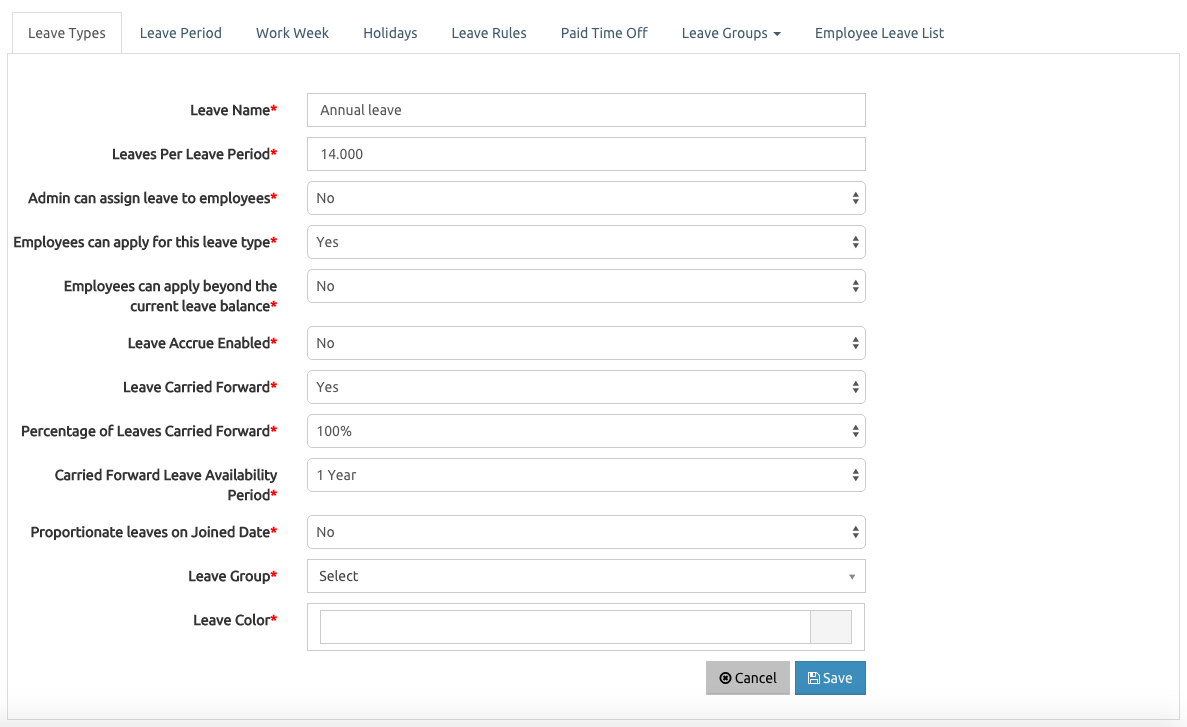 Leave Types Leave Period Work Week Holidays Leave Rules Paid Time Off Leave Groups Employee Leave List
Leave Name* Annual leave
Leaves Per Leave Period* 14.000
Admin can assign leave to employees* No
Employees can apply for this leave type* Yes
Employees can apply beyond the No
current leave balance*
Leave Accrue Enabled* No
Leave Carried Forward* Yes
Percentage of Leaves Carried Forward* 100%
Carried Forward Leave Availability 1 Year
Period*
Proportionate leaves on Joined Date* No
Leave Group* Select
Leave Color*
Cancel Save